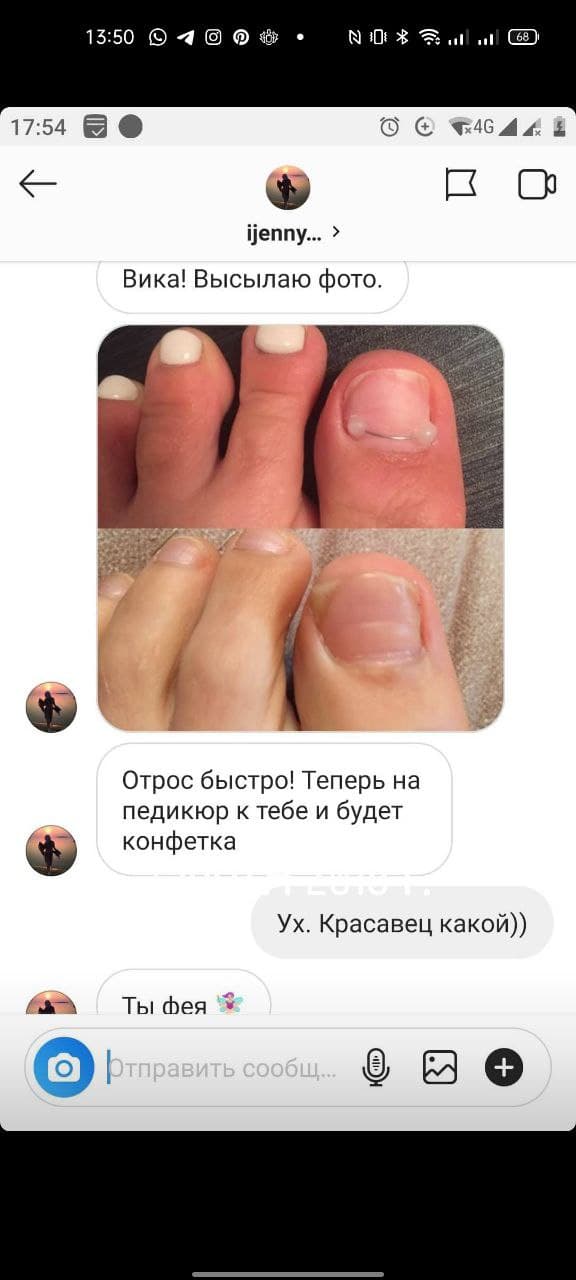 13:50
68
17:54
4G
ijenny... >
Вика! Высылаю фото.
Отрос быстро! Теперь на
педикюр к тебе и будет
конфетка
Ух. Красавец какой))
Ты фея
Отправить сообщ...